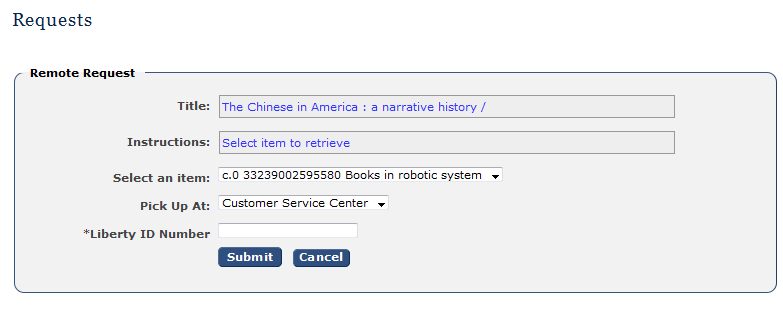 Requests
Remote Request
Title: The Chinese in America : a narrative history /
Instructions: Select item to retrieve
Select an item: c.0 33239002595580 Books in robotic system
Pick Up At: Customer Service Center
*Liberty ID Number
Submit Cancel